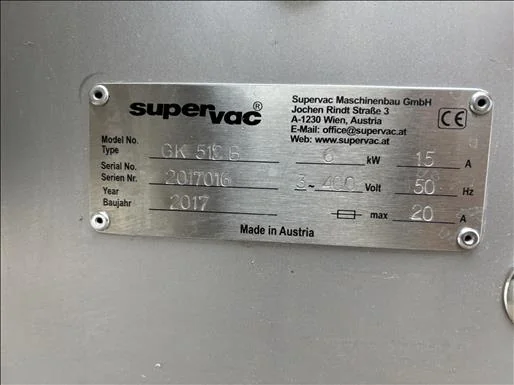 supervac®
Supervac Maschinenbau GmbH
Jochen Rindt Straße 3
A-1230 Wien, Austria
E-Mail: office@supervac.at
Web: www.supervac.at
CE
Model No.
Type GK 51 B 6 kW 15 A
Serial No.
Serien Nr. 2017016 3~ 400 Volt 50 Hz
Year
Baujahr 2017 max 20 A
Made in Austria